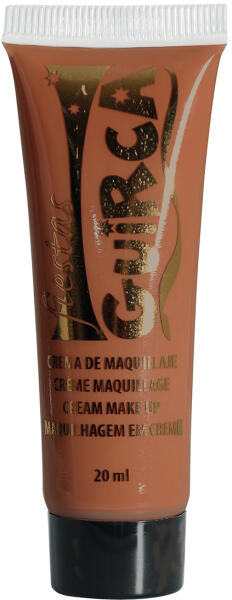 fiestas
GUIRCA
CREMA DE MAQUILLAJE
CRÈME MAQUILLAGE
CREAM MAKE UP
MAQUILHAGEM EM CREME
20 ml